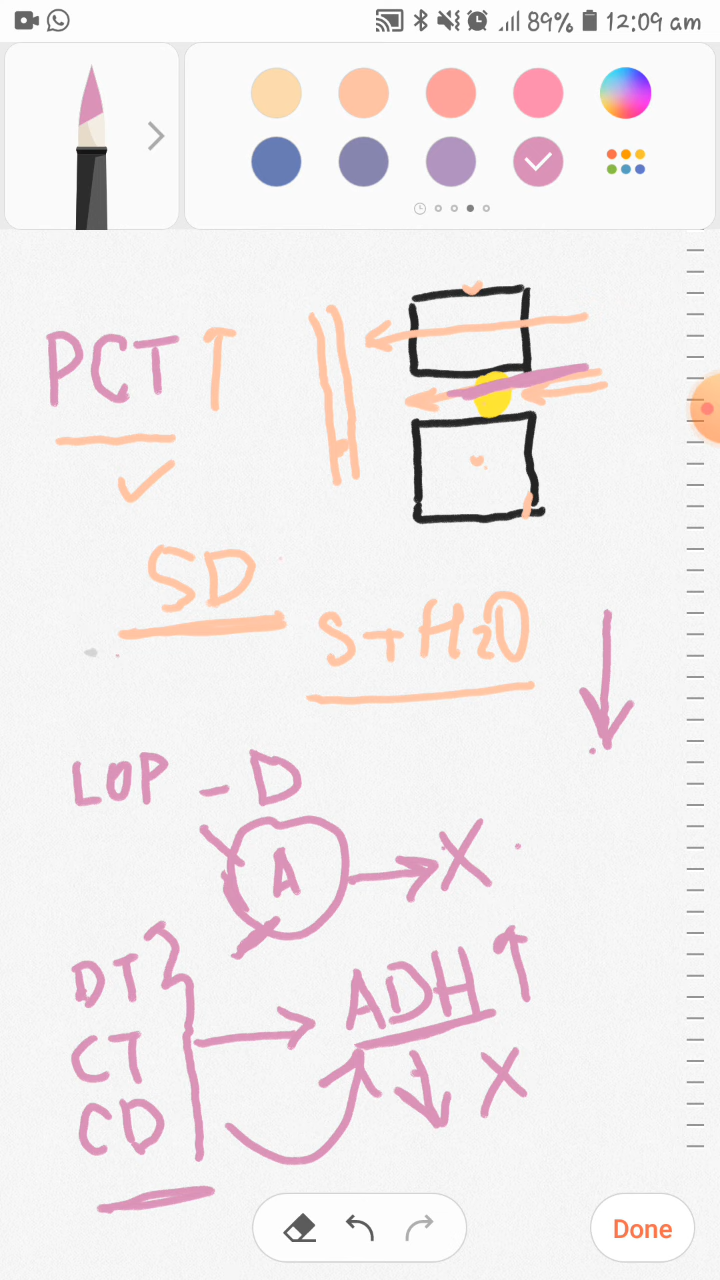 89% 12:09 am
PCT ↑
✓
SD
S + H2O ↓
LOP - D
A → X
DT
CT → ADH ↑
CD ↓ X
Done